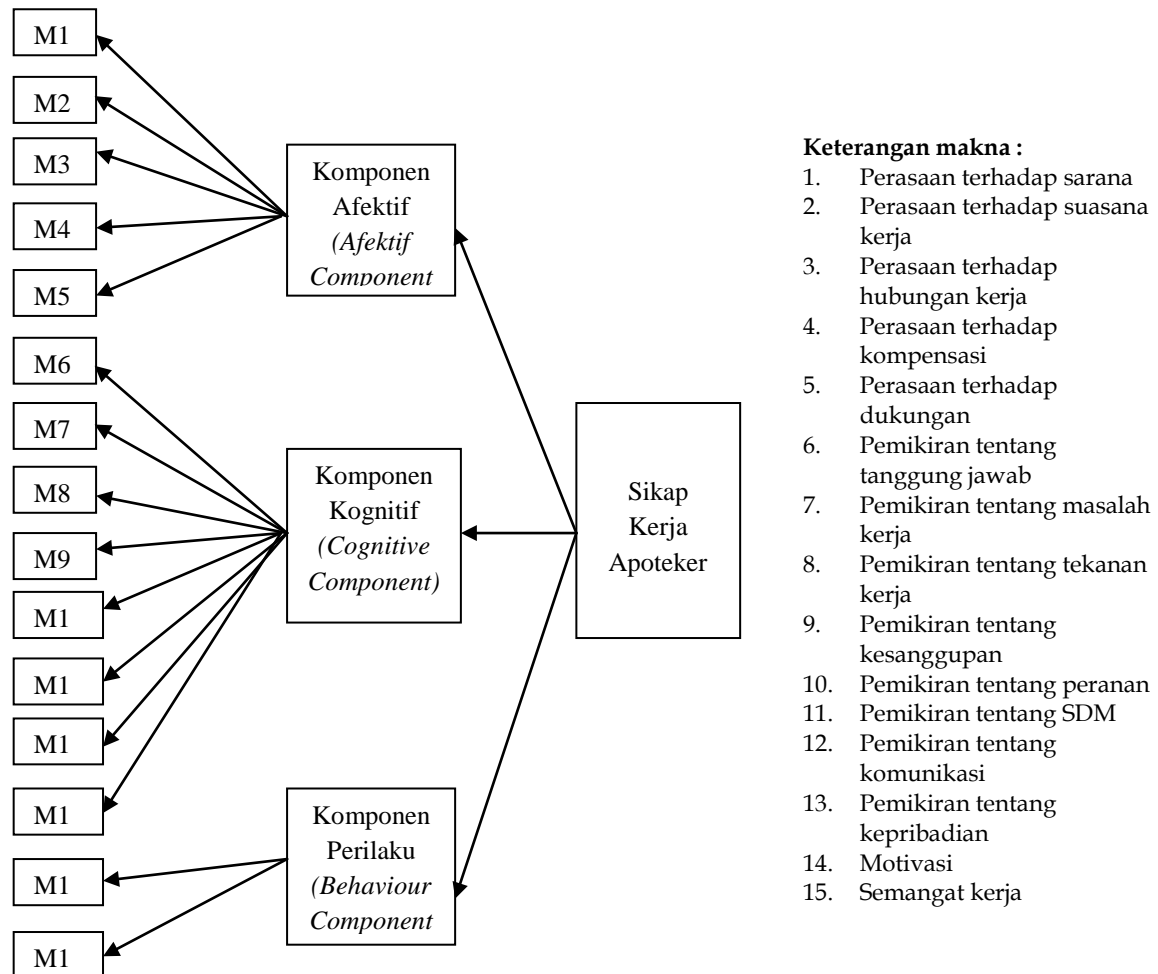 M1
M2
M3
M4
M5
M6
M7
M8
M9
M1
M1
M1
M1
M1
M1
Komponen
Afektif
(Afektif
Component
Komponen
Kognitif
(Cognitive
Component)
Komponen
Perilaku
(Behaviour
Component
Sikap
Kerja
Apoteker
Keterangan makna :
1. Perasaan terhadap sarana
2. Perasaan terhadap suasana
kerja
3. Perasaan terhadap
hubungan kerja
4. Perasaan terhadap
kompensasi
5. Perasaan terhadap
dukungan
6. Pemikiran tentang
tanggung jawab
7. Pemikiran tentang masalah
kerja
8. Pemikiran tentang tekanan
kerja
9. Pemikiran tentang
kesanggupan
10. Pemikiran tentang peranan
11. Pemikiran tentang SDM
12. Pemikiran tentang
komunikasi
13. Pemikiran tentang
kepribadian
14. Motivasi
15. Semangat kerja